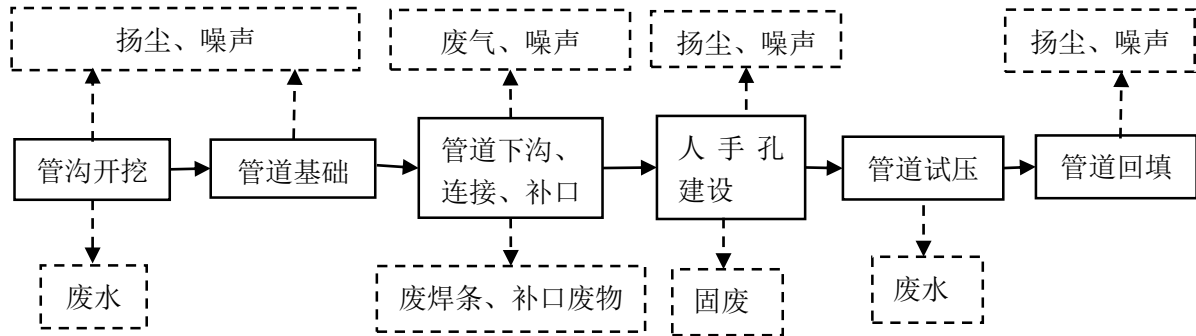 扬尘、噪声
废气、噪声
扬尘、噪声
扬尘、噪声
管沟开挖
管道基础
管道下沟、
连接、补口
人手孔
建设
管道试压
管道回填
废水
废焊条、补口废物
固废
废水